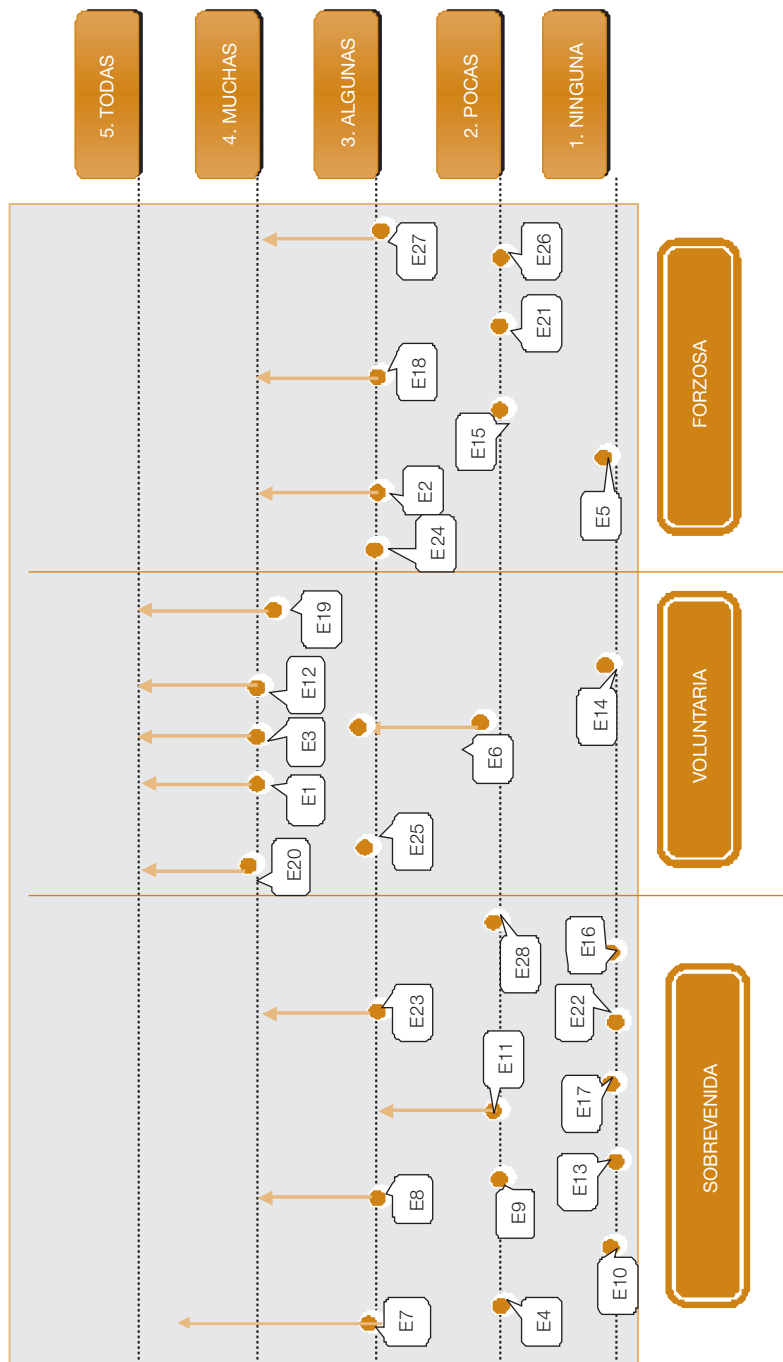 5. TODAS
4. MUCHAS
3. ALGUNAS
2. POCAS
1. NINGUNA
E7
E4
E10
E8
E9
E13
E11
E17
E23
E22
E28
E16
SOBREVENIDA
E20
E25
E1
E3
E6
E12
E14
E19
VOLUNTARIA
E24
E2
E5
E15
E18
E21
E26
E27
FORZOSA